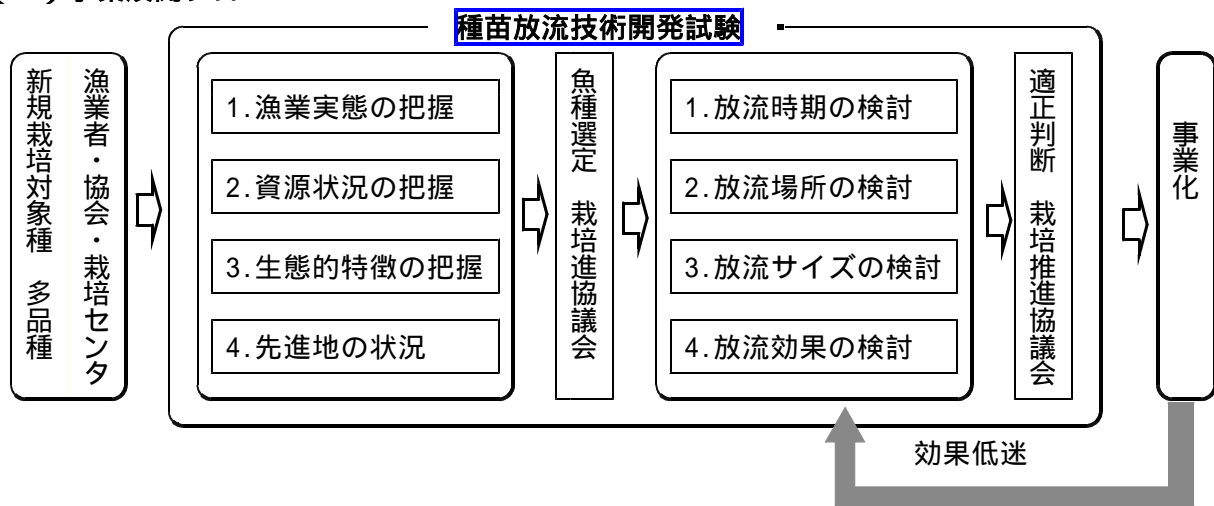 種苗放流技術開発試験
漁業者・協会・栽培センタ
新規栽培対象種 多品種
1.漁業実態の把握
2.資源状況の把握
3.生態的特徴の把握
4.先進地の状況
魚種選定 栽培進協議会
1.放流時期の検討
2.放流場所の検討
3.放流サイズの検討
4.放流効果の検討
適正判断 栽培推進協議会
事業化
効果低迷